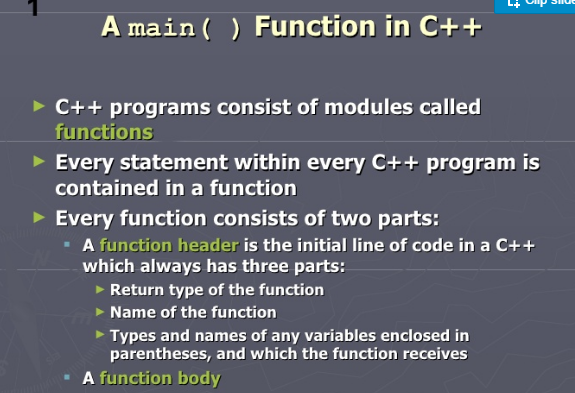 1
Clip slide
A main( ) Function in C++
► C++ programs consist of modules called
functions
► Every statement within every C++ program is
contained in a function
► Every function consists of two parts:
▪ A function header is the initial line of code in a C++
which always has three parts:
► Return type of the function
► Name of the function
► Types and names of any variables enclosed in
parentheses, and which the function receives
▪ A function body